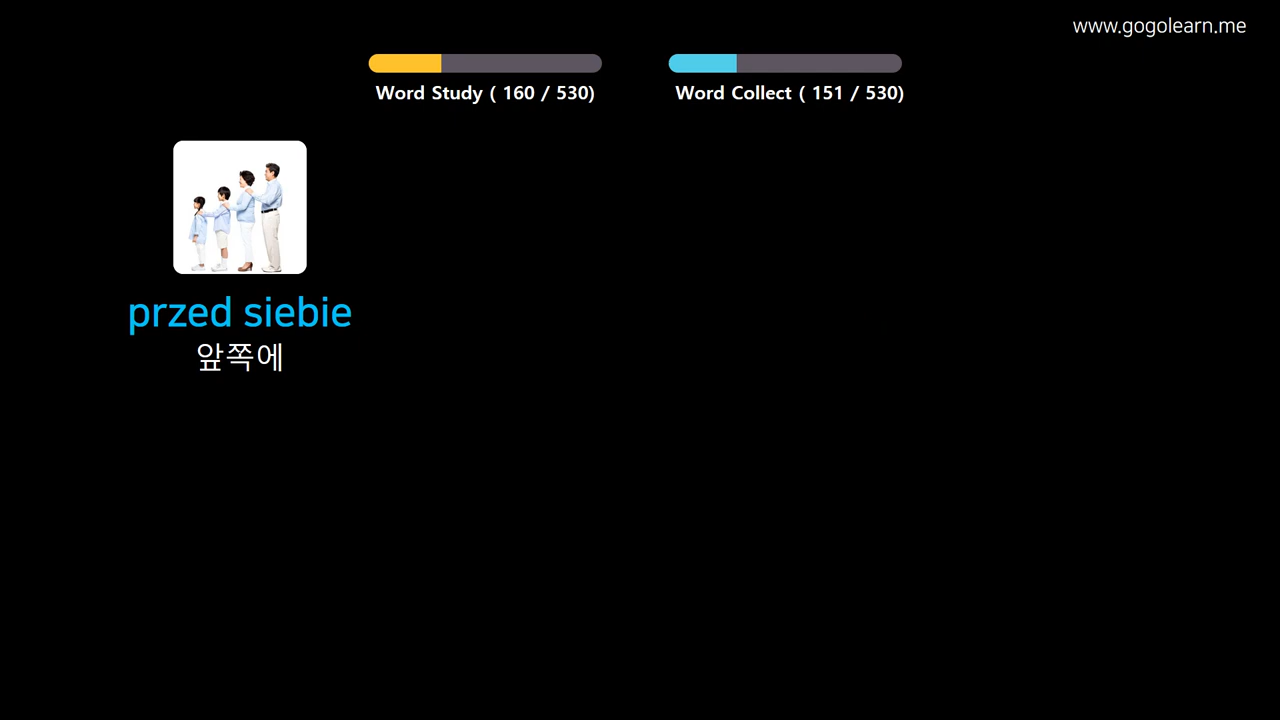 www.gogolearn.me
Word Study ( 160 / 530)
Word Collect ( 151 / 530)
przed siebie
앞쪽에